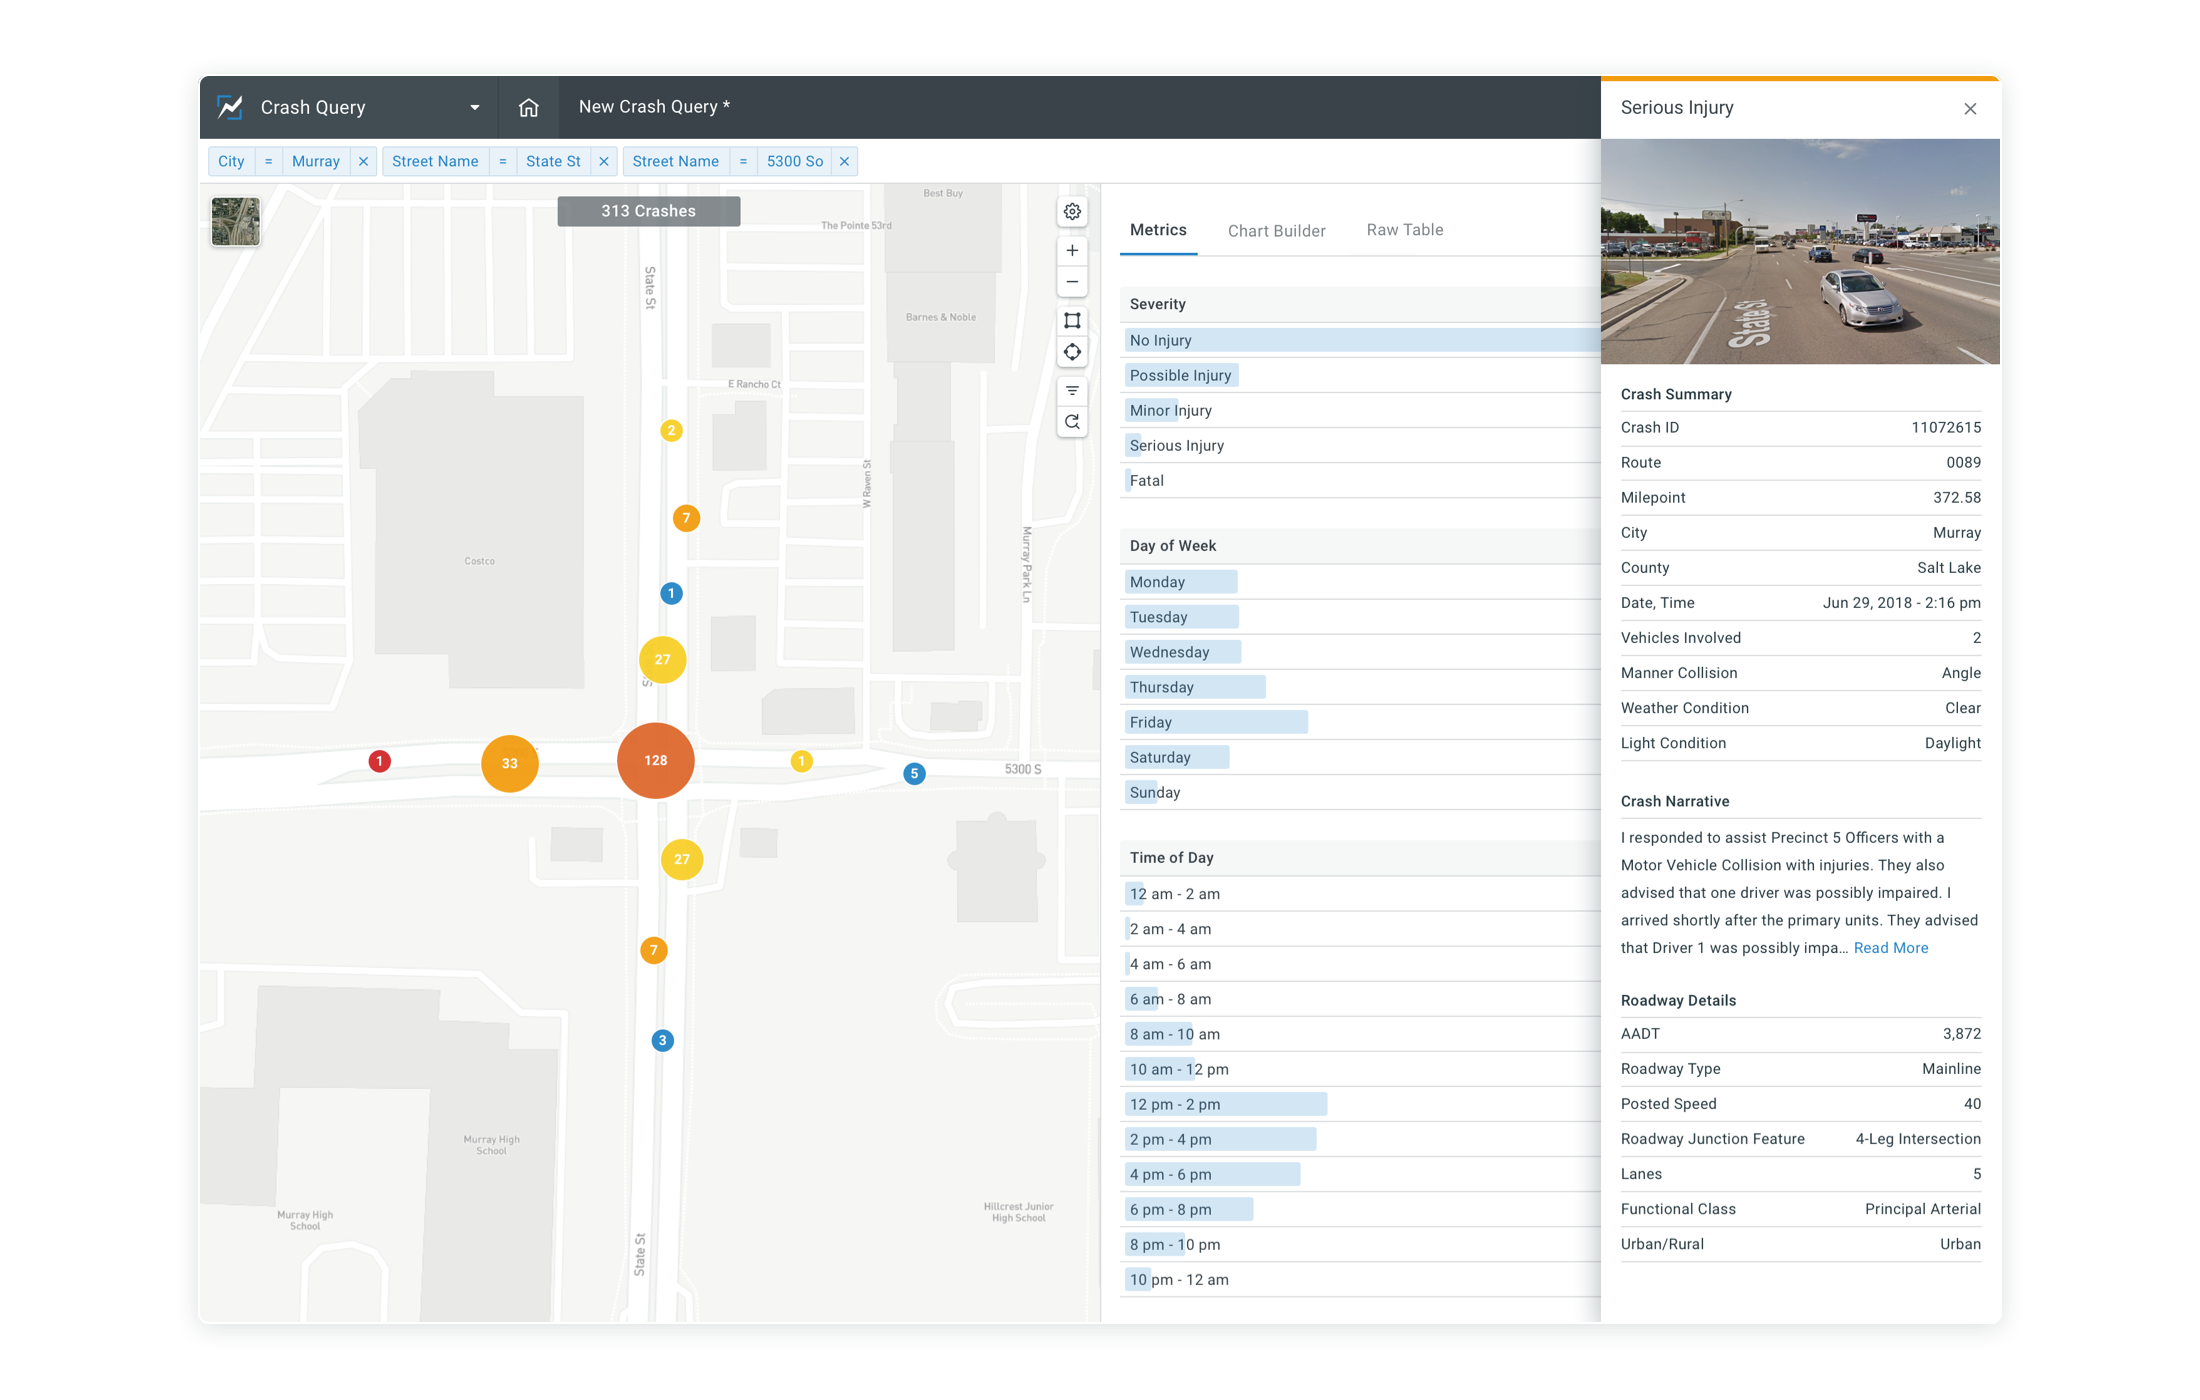 Crash Query
New Crash Query *
City = Murray
Street Name = State St
Street Name = 5300 So
313 Crashes
Best Buy
The Pointe 53rd
State St
Barnes & Noble
E Rancho Ct
2
W Raven St
7
Murray Park Ln
Costco
1
27
S
1
33
128
1
5
5300 S
27
7
3
Murray High
School
Murray High
School
Hillcrest Junior
High School
State St
Metrics
Chart Builder
Raw Table
Severity
No Injury
Possible Injury
Minor Injury
Serious Injury
Fatal
Day of Week
Monday
Tuesday
Wednesday
Thursday
Friday
Saturday
Sunday
Time of Day
12 am - 2 am
2 am - 4 am
4 am - 6 am
6 am - 8 am
8 am - 10 am
10 am - 12 pm
12 pm - 2 pm
2 pm - 4 pm
4 pm - 6 pm
6 pm - 8 pm
8 pm - 10 pm
10 pm - 12 am
Serious Injury
State St
Crash Summary
Crash ID 11072615
Route 0089
Milepoint 372.58
City Murray
County Salt Lake
Date, Time Jun 29, 2018 - 2:16 pm
Vehicles Involved 2
Manner Collision Angle
Weather Condition Clear
Light Condition Daylight
Crash Narrative
I responded to assist Precinct 5 Officers with a
Motor Vehicle Collision with injuries. They also
advised that one driver was possibly impaired. I
arrived shortly after the primary units. They advised
that Driver 1 was possibly impa... Read More
Roadway Details
AADT 3,872
Roadway Type Mainline
Posted Speed 40
Roadway Junction Feature 4-Leg Intersection
Lanes 5
Functional Class Principal Arterial
Urban/Rural Urban